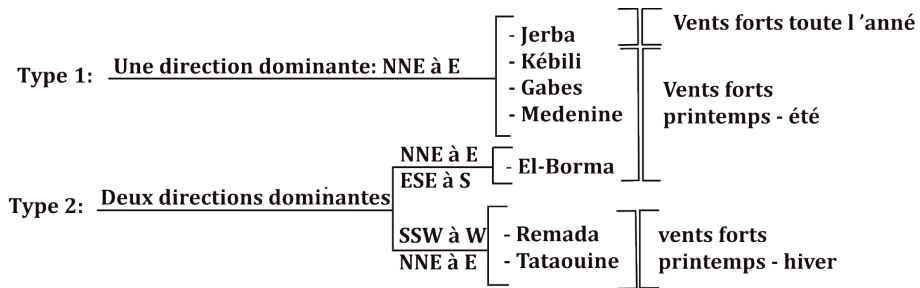 Type 1: Une direction dominante: NNE à E
- Jerba
- Kébili
- Gabes
- Medenine
Vents forts toute l 'anné
Vents forts
printemps - été
Type 2: Deux directions dominantes
NNE à E
ESE à S
- El-Borma
SSW à W
NNE à E
- Remada
- Tataouine
vents forts
printemps - hiver